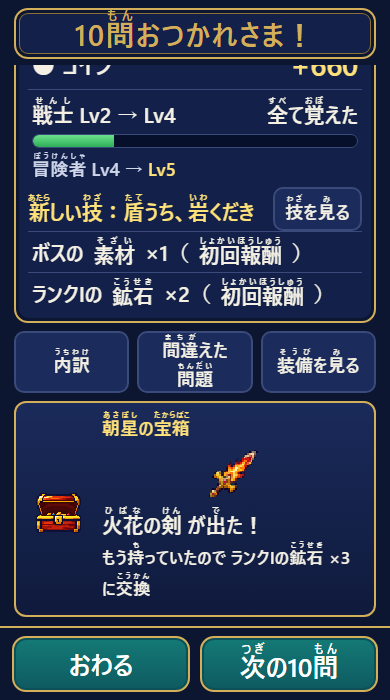 10問おつかれさま！
コイン +660
戦士 Lv2 → Lv4 全て覚えた
冒険者 Lv4 → Lv5
新しい技：盾うち、岩くだき 技を見る
ボスの 素材 ×1（ 初回報酬 ）
ランクIの 鉱石 ×2（ 初回報酬 ）
内訳 間違えた問題 装備を見る
朝星の宝箱
火花の剣 が出た！
もう持っていたので ランクIの鉱石 ×3
に交換
おわる 次の10問